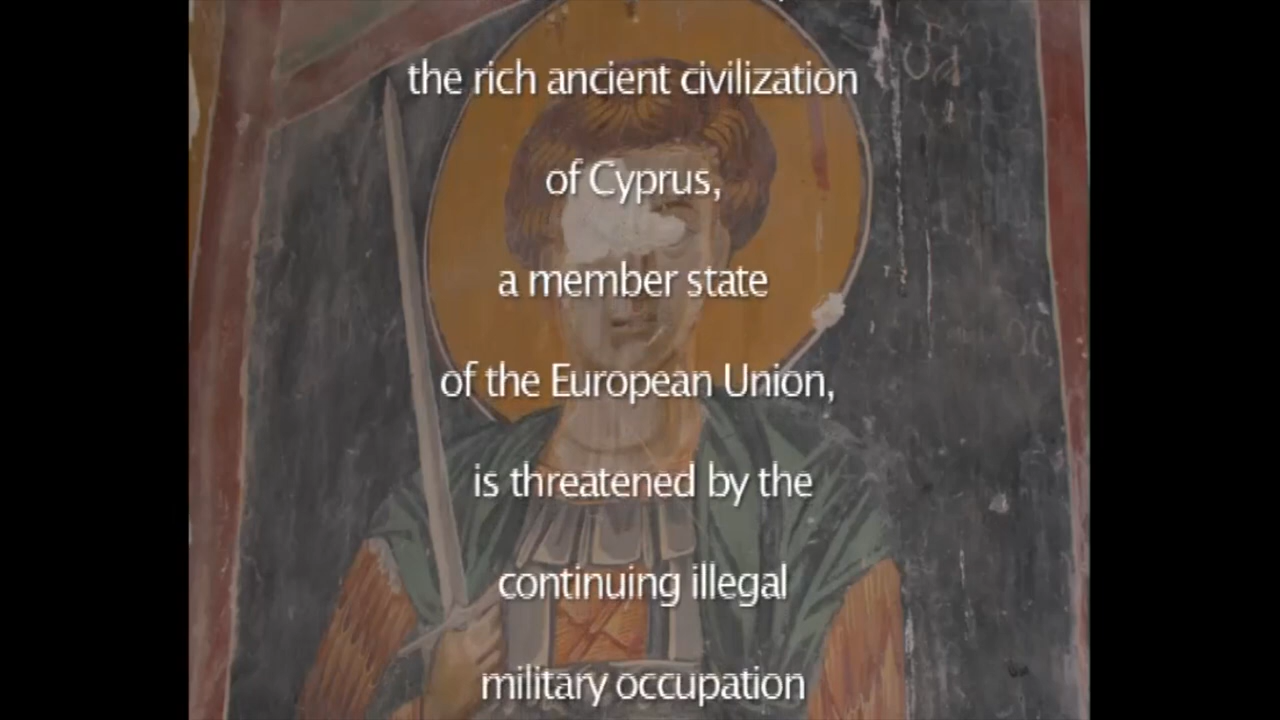 the rich ancient civilization
of Cyprus,
a member state
of the European Union,
is threatened by the
continuing illegal
military occupation